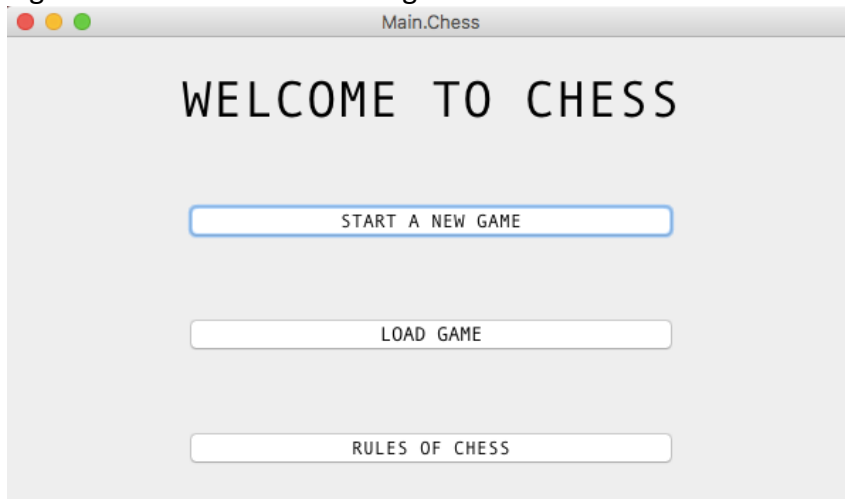 Main.Chess
WELCOME TO CHESS
START A NEW GAME
LOAD GAME
RULES OF CHESS